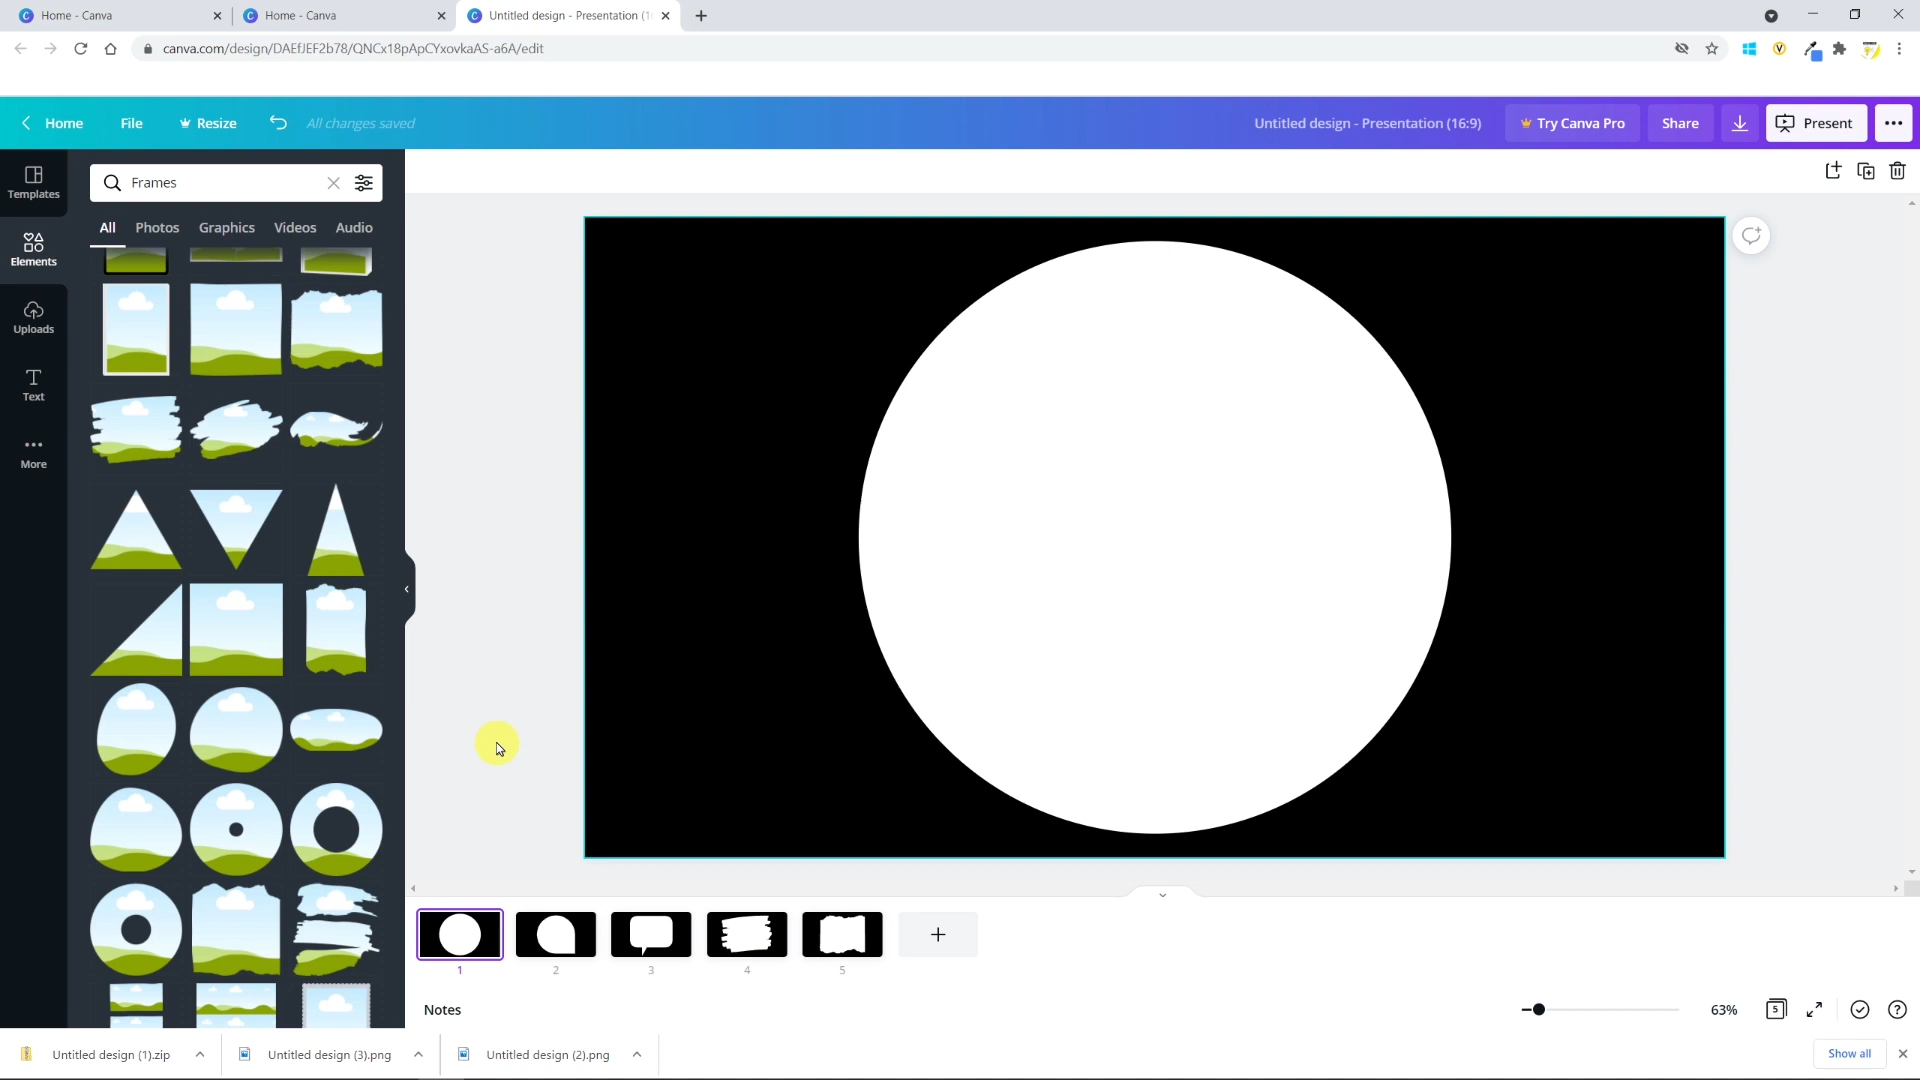 Home - Canva
Home - Canva
Untitled design - Presentation (1
canva.com/design/DAEfJEF2b78/QNCx18pApCYxovkaAS-a6A/edit
Home
File
Resize
All changes saved
Untitled design - Presentation (16:9)
Try Canva Pro
Share
Present
Templates
Elements
Uploads
Text
More
Frames
All
Photos
Graphics
Videos
Audio
1
2
3
4
5
Notes
63%
5
Untitled design (1).zip
Untitled design (3).png
Untitled design (2).png
Show all